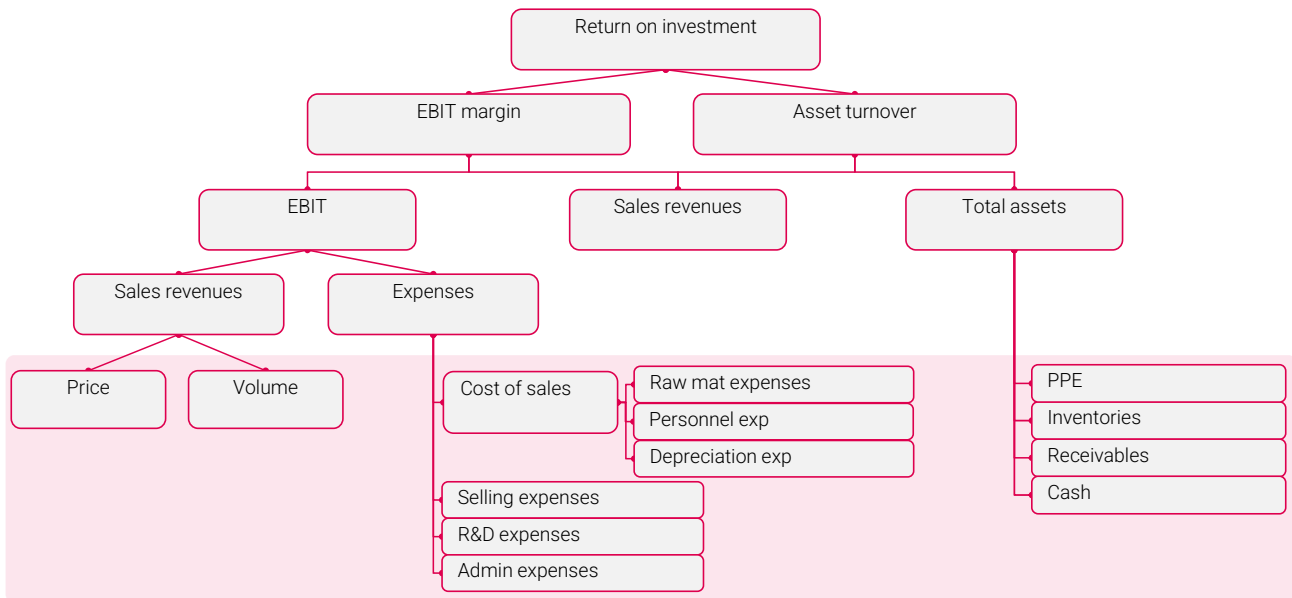 Return on investment
EBIT margin
Asset turnover
EBIT
Sales revenues
Total assets
Sales revenues
Expenses
Price
Volume
Cost of sales
Raw mat expenses
Personnel exp
Depreciation exp
Selling expenses
R&D expenses
Admin expenses
PPE
Inventories
Receivables
Cash